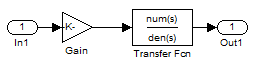 1
In1
-K-
Gain
num(s)
den(s)
Transfer Fcn
1
Out1